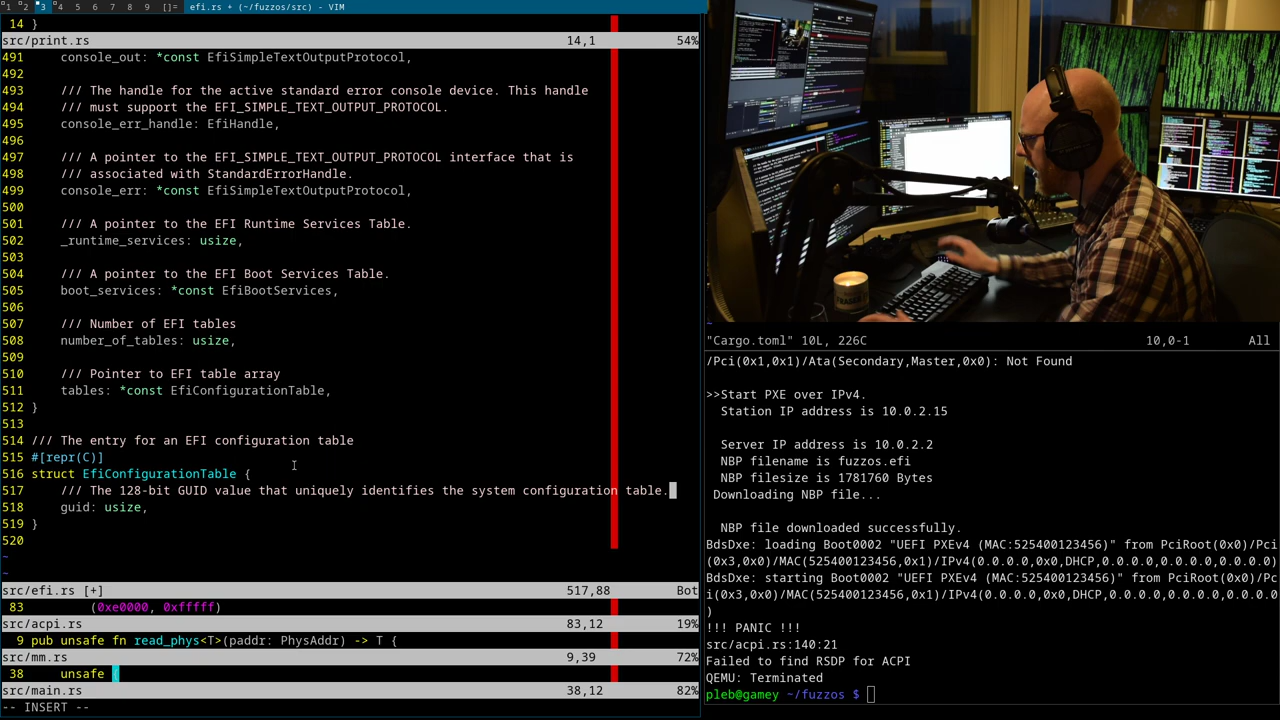 1 2 3 4 5 6 7 8 9 []= efi.rs + (~/fuzzos/src) - VIM
14 }
src/print.rs 14,1 54%
491 console_out: *const EfiSimpleTextOutputProtocol,
492
493 /// The handle for the active standard error console device. This handle
494 /// must support the EFI_SIMPLE_TEXT_OUTPUT_PROTOCOL.
495 console_err_handle: EfiHandle,
496
497 /// A pointer to the EFI_SIMPLE_TEXT_OUTPUT_PROTOCOL interface that is
498 /// associated with StandardErrorHandle.
499 console_err: *const EfiSimpleTextOutputProtocol,
500
501 /// A pointer to the EFI Runtime Services Table.
502 _runtime_services: usize,
503
504 /// A pointer to the EFI Boot Services Table.
505 boot_services: *const EfiBootServices,
506
507 /// Number of EFI tables
508 number_of_tables: usize,
509
510 /// Pointer to EFI table array
511 tables: *const EfiConfigurationTable,
512 }
513
514 /// The entry for an EFI configuration table
515 #[repr(C)]
516 struct EfiConfigurationTable {
517 /// The 128-bit GUID value that uniquely identifies the system configuration table.
518 guid: usize,
519 }
520
~
~
src/efi.rs [+] 517,88 Bot
83 (0xe0000, 0xfffff)
src/acpi.rs 83,12 19%
9 pub unsafe fn read_phys<T>(paddr: PhysAddr) -> T {
src/mm.rs 9,39 72%
38 unsafe {
src/main.rs 38,12 82%
-- INSERT --
~
"Cargo.toml" 10L, 226C 10,0-1 All
/Pci(0x1,0x1)/Ata(Secondary,Master,0x0): Not Found
>>Start PXE over IPv4.
Station IP address is 10.0.2.15
Server IP address is 10.0.2.2
NBP filename is fuzzos.efi
NBP filesize is 1781760 Bytes
Downloading NBP file...
NBP file downloaded successfully.
BdsDxe: loading Boot0002 "UEFI PXEv4 (MAC:525400123456)" from PciRoot(0x0)/Pci
(0x3,0x0)/MAC(525400123456,0x1)/IPv4(0.0.0.0,0x0,DHCP,0.0.0.0,0.0.0.0,0.0.0.0)
BdsDxe: starting Boot0002 "UEFI PXEv4 (MAC:525400123456)" from PciRoot(0x0)/Pc
i(0x3,0x0)/MAC(525400123456,0x1)/IPv4(0.0.0.0,0x0,DHCP,0.0.0.0,0.0.0.0,0.0.0.0
)
!!! PANIC !!!
src/acpi.rs:140:21
Failed to find RSDP for ACPI
QEMU: Terminated
pleb@gamey ~/fuzzos $